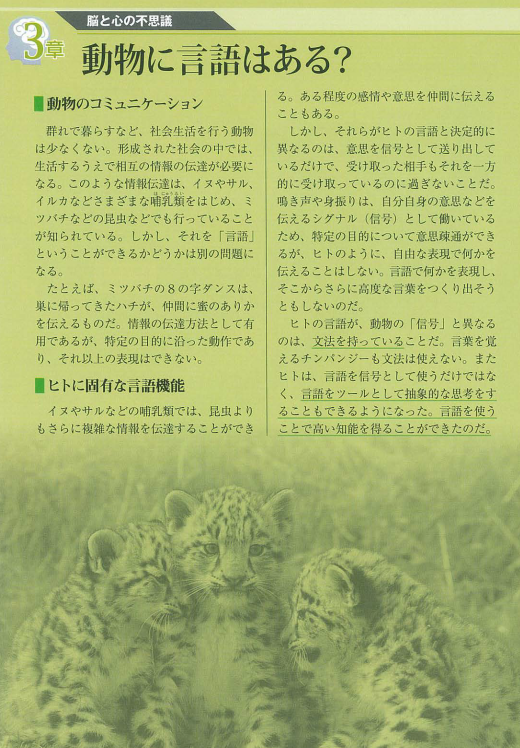 脳と心の不思議
3章
動物に言語はある?
動物のコミュニケーション
群れで暮らすなど、社会生活を行う動物
は少なくない。形成された社会の中では、
生活するうえで相互の情報の伝達が必要に
なる。このような情報伝達は、イヌやサル、
イルカなどさまざまな哺乳類をはじめ、ミ
ツバチなどの昆虫などでも行っていること
が知られている。しかし、それを「言語」
ということができるかどうかは別の問題に
なる。
たとえば、ミツバチの8の字ダンスは、
巣に帰ってきたハチが、仲間に蜜のありか
を伝えるものだ。情報の伝達方法として有
用であるが、特定の目的に沿った動作であ
り、それ以上の表現はできない。
ヒトに固有な言語機能
イヌやサルなどの哺乳類では、昆虫より
もさらに複雑な情報を伝達することができ
る。ある程度の感情や意思を仲間に伝える
こともある。
しかし、それらがヒトの言語と決定的に
異なるのは、意思を信号として送り出して
いるだけで、受け取った相手もそれを一方
的に受け取っているのに過ぎないことだ。
鳴き声や身振りは、自分自身の意思などを
伝えるシグナル(信号)として働いている
ため、特定の目的について意思疎通ができ
るが、ヒトのように、自由な表現で何かを
伝えることはしない。言語で何かを表現し、
そこからさらに高度な言葉をつくり出そう
ともしないのだ。
ヒトの言語が、動物の「信号」と異なる
のは、文法を持っていることだ。言葉を覚
えるチンパンジーも文法は使えない。また
ヒトは、言語を信号として使うだけではな
く、言語をツールとして抽象的な思考をす
ることもできるようになった。言語を使う
ことで高い知能を得ることができたのだ。